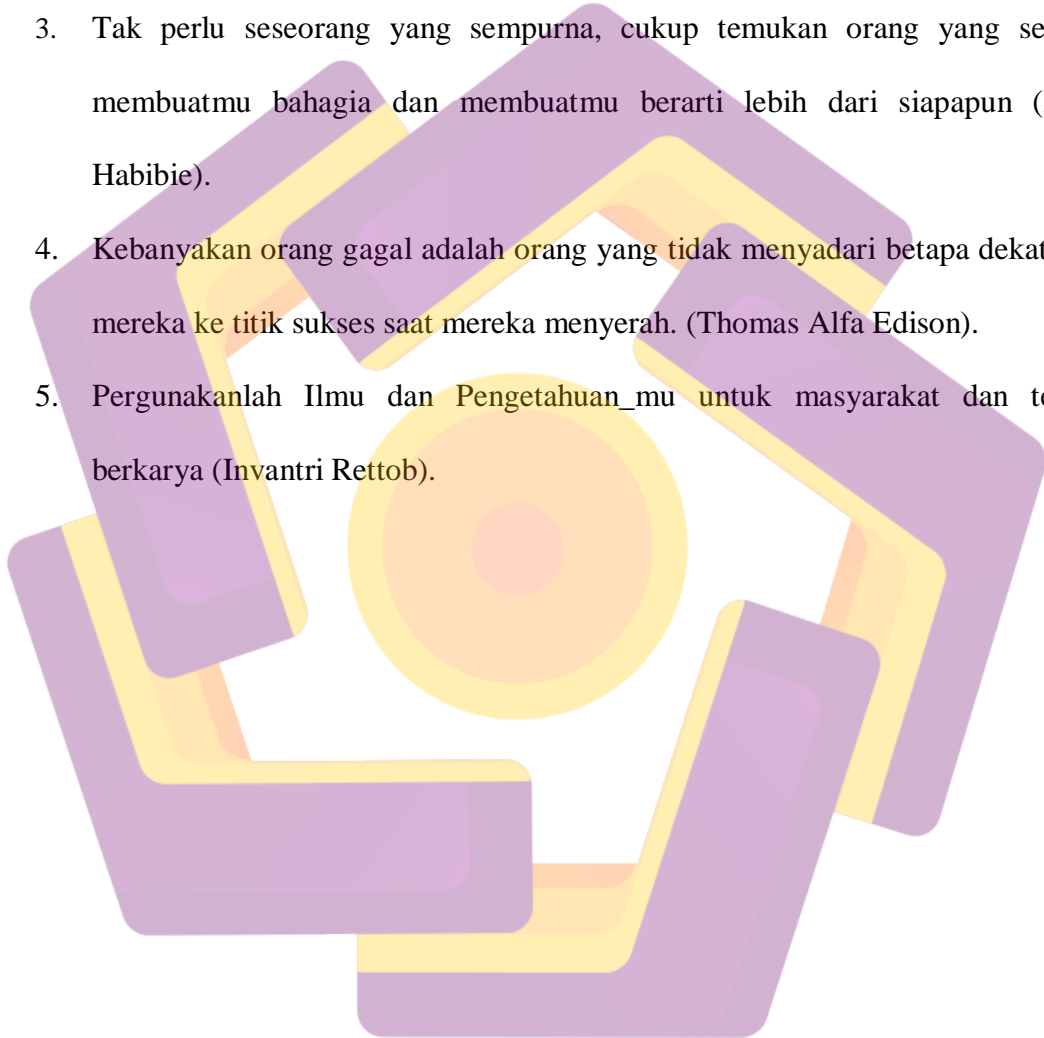 3. Tak perlu seseorang yang sempurna, cukup temukan orang yang se
membuatmu bahagia dan membuatmu berarti lebih dari siapapun (
Habibie).
4. Kebanyakan orang gagal adalah orang yang tidak menyadari betapa dekat
mereka ke titik sukses saat mereka menyerah. (Thomas Alfa Edison).
5. Pergunakanlah Ilmu dan Pengetahuan_mu untuk masyarakat dan te
berkarya (Invantri Rettob).